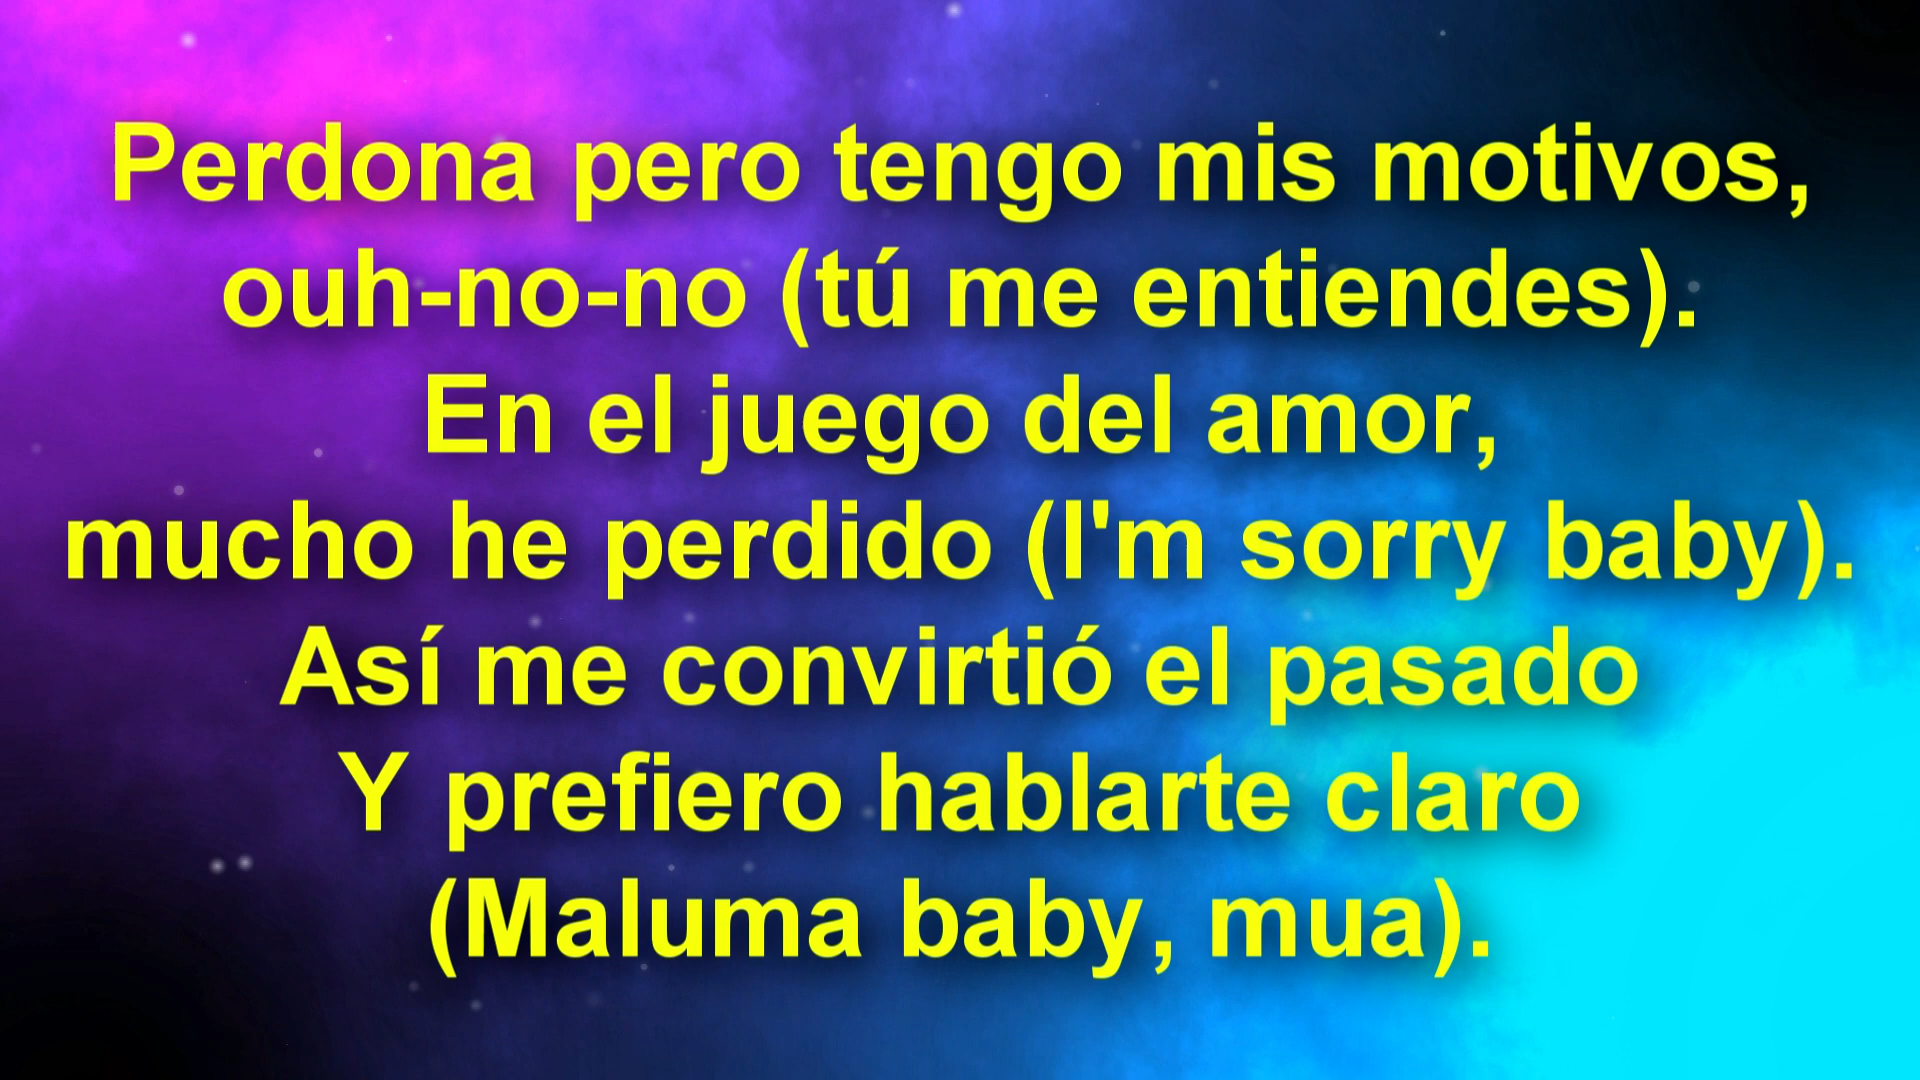 Perdona pero tengo mis motivos,
ouh-no-no (tú me entiendes).
En el juego del amor,
mucho he perdido (I'm sorry baby).
Así me convirtió el pasado
Y prefiero hablarte claro
(Maluma baby, mua).